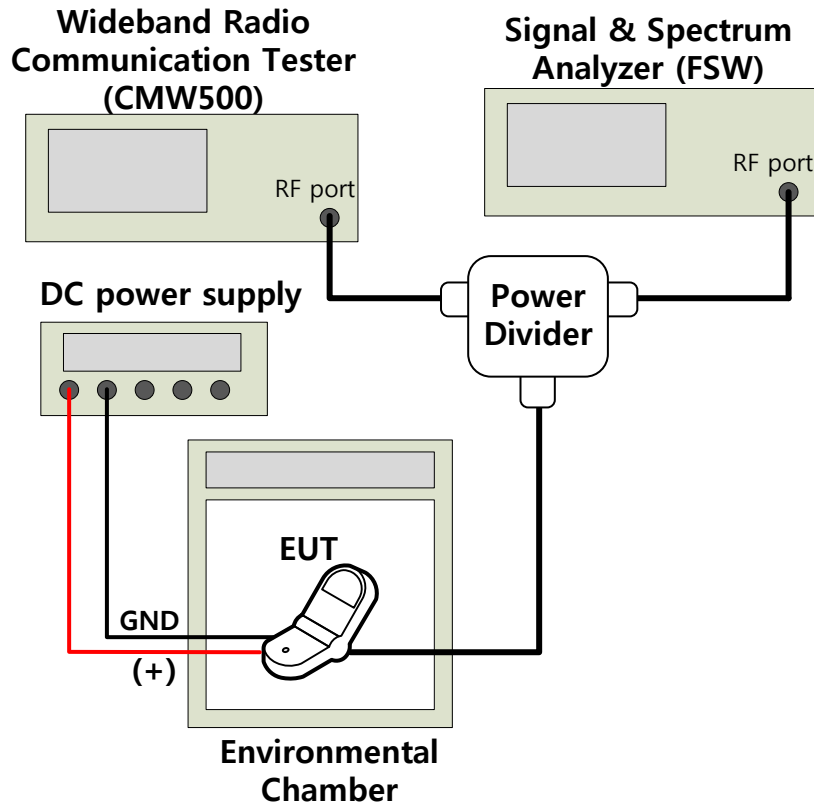 Wideband Radio
Communication Tester
(CMW500)
RF port
Signal & Spectrum
Analyzer (FSW)
RF port
DC power supply
Power
Divider
EUT
GND
(+)
Environmental
Chamber